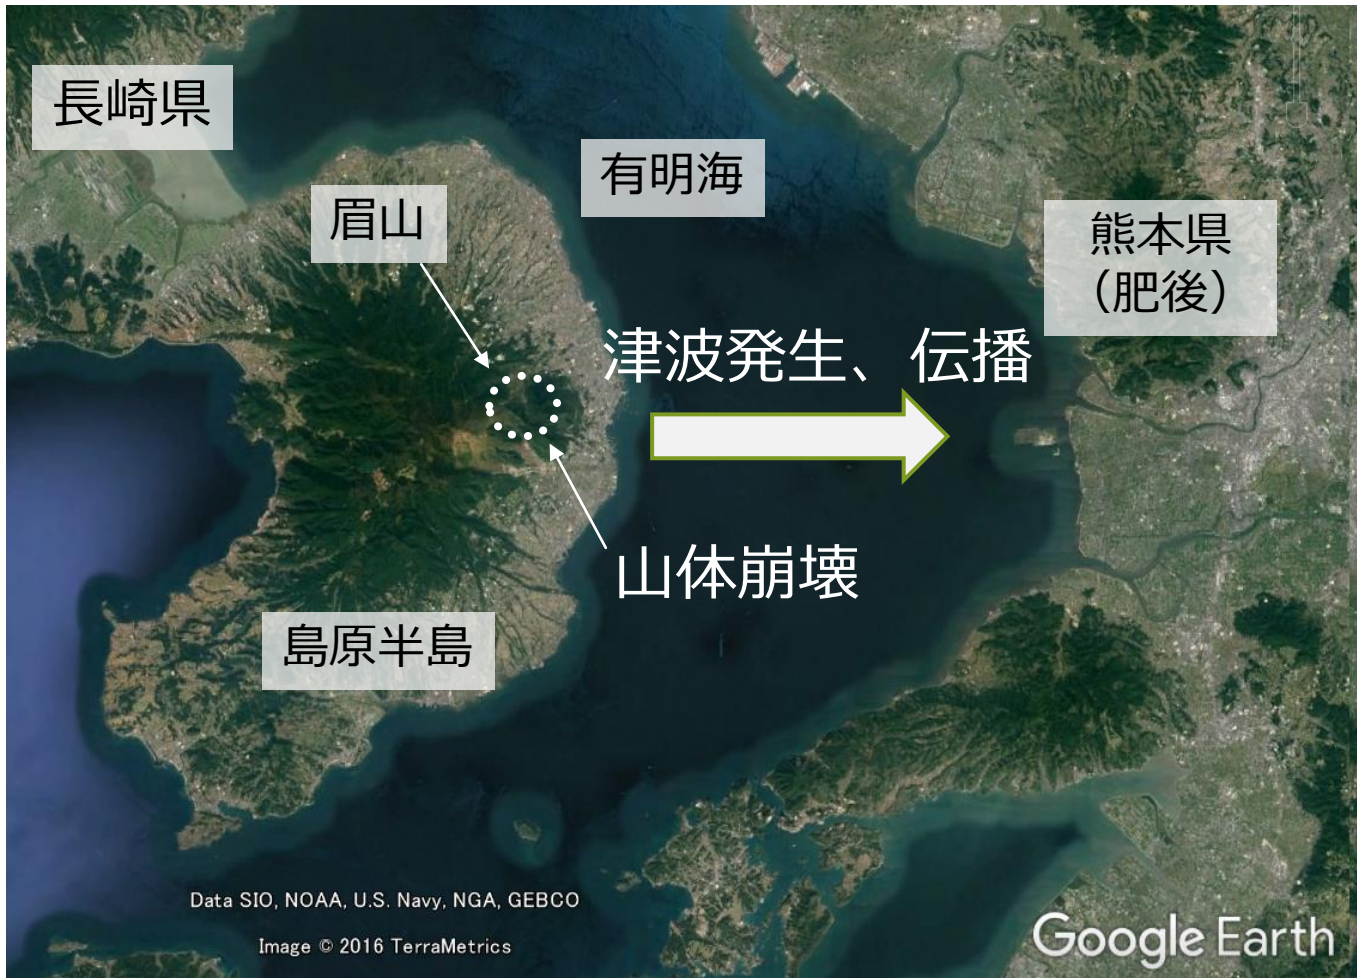 長崎県
有明海
眉山
熊本県
（肥後）
津波発生、伝播
山体崩壊
島原半島
Data SIO, NOAA, U.S. Navy, NGA, GEBCO
Image © 2016 TerraMetrics
Google Earth